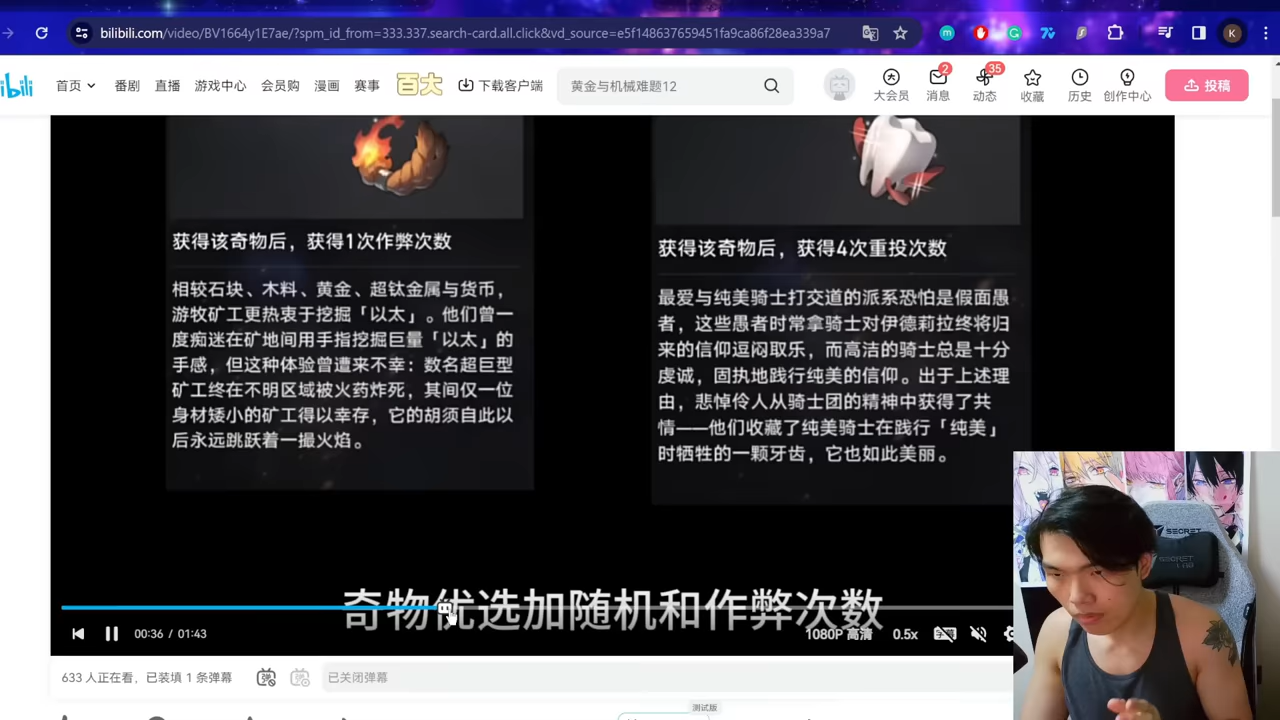 bilibili.com/video/BV1664y1E7ae/?spm_id_from=333.337.search-card.all.click&vd_source=e5f148637659451fa9ca86f28ea339a7
K
ibili
首页
番剧
直播
游戏中心
会员购
漫画
赛事
百大
下载客户端
黄金与机械难题12
大会员
2
消息
35
动态
收藏
历史
创作中心
投稿
获得该奇物后，获得1次作弊次数
相较石块、木料、黄金、超钛金属与货币，
游牧矿工更热衷于挖掘「以太」。他们曾一
度痴迷在矿地间用手指挖掘巨量「以太」的
手感，但这种体验曾遭来不幸：数名超巨型
矿工终在不明区域被火药炸死，其间仅一位
身材矮小的矿工得以幸存，它的胡须自此以
后永远跳跃着一撮火焰。
获得该奇物后，获得4次重投次数
最爱与纯美骑士打交道的派系恐怕是假面愚
者，这些愚者时常拿骑士对伊德莉拉终将归
来的信仰逗闷取乐，而高洁的骑士总是十分
虔诚，固执地践行纯美的信仰。出于上述理
由，悲悼伶人从骑士团的精神中获得了共
情——他们收藏了纯美骑士在践行「纯美」
时牺牲的一颗牙齿，它也如此美丽。
奇物优选加随机和作弊次数
00:36 / 01:43
1080P 高清
0.5x
SECRET
633 人正在看，已装填 1 条弹幕
已关闭弹幕
测试版